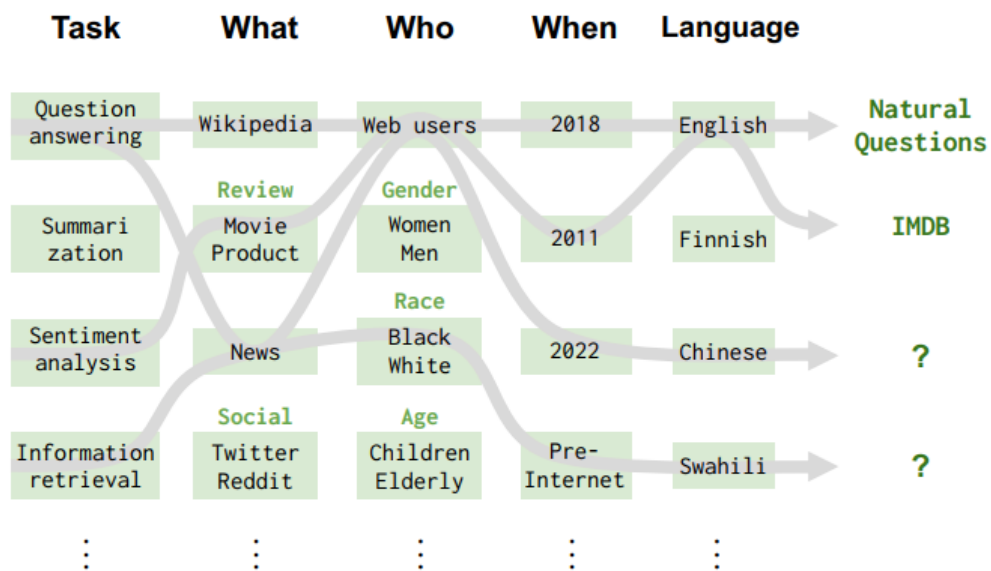 Task What Who When Language
Question
answering
Wikipedia
Web users
2018
English
Natural
Questions
Review
Gender
Summari
zation
Movie
Product
Women
Men
2011
Finnish
IMDB
Race
Sentiment
analysis
News
Black
White
2022
Chinese
?
Social
Age
Information
retrieval
Twitter
Reddit
Children
Elderly
Pre-
Internet
Swahili
?